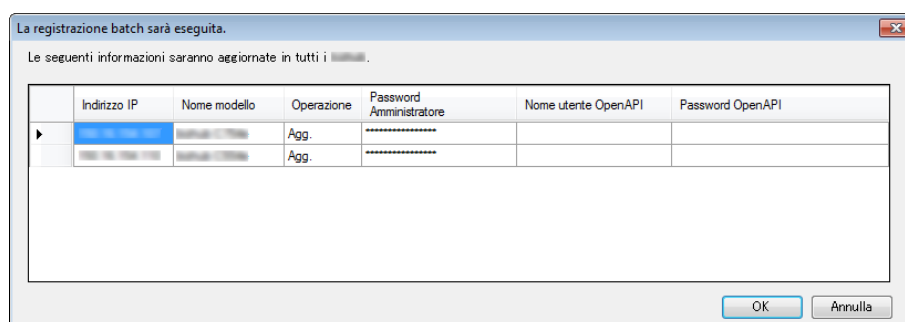 La registrazione batch sarà eseguita.
Le seguenti informazioni saranno aggiornate in tutti i .
Indirizzo IP Nome modello Operazione Password Amministratore Nome utente OpenAPI Password OpenAPI
Agg. ****************
Agg. ****************
OK Annulla